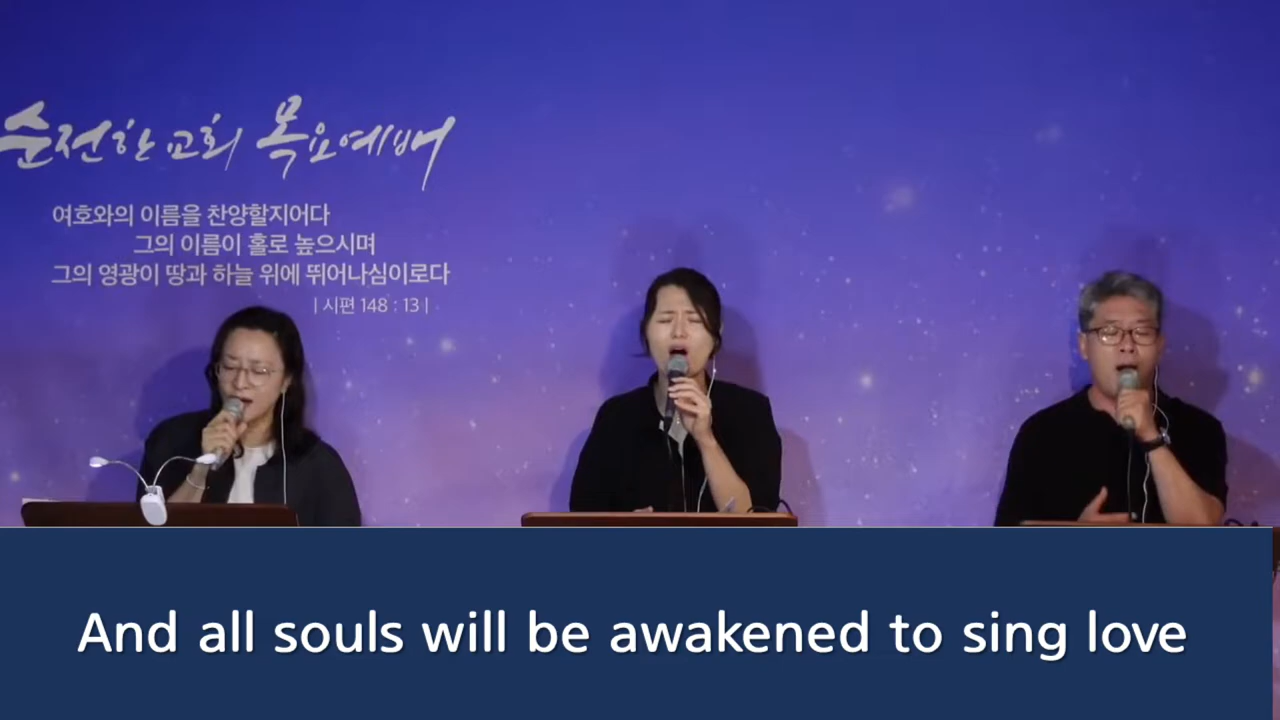 순전한 교회 목요예배
여호와의 이름을 찬양할지어다
그의 이름이 홀로 높으시며
그의 영광이 땅과 하늘 위에 뛰어나심이로다
| 시편 148 : 13 |
And all souls will be awakened to sing love